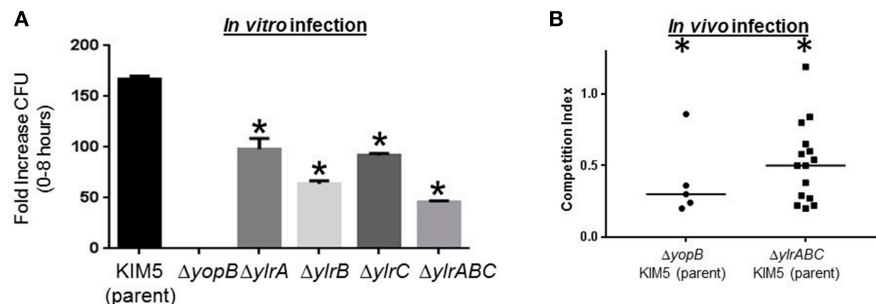 A
In vitro infection
Fold Increase CFU
(0-8 hours)
200
150
100
50
0
*
*
*
*
KIM5
(parent)
ΔyopB
ΔylrA
ΔylrB
ΔylrC
ΔylrABC
B
In vivo infection
*
*
Competition Index
1.0
0.5
0.0
ΔyopB
KIM5 (parent)
ΔylrABC
KIM5 (parent)